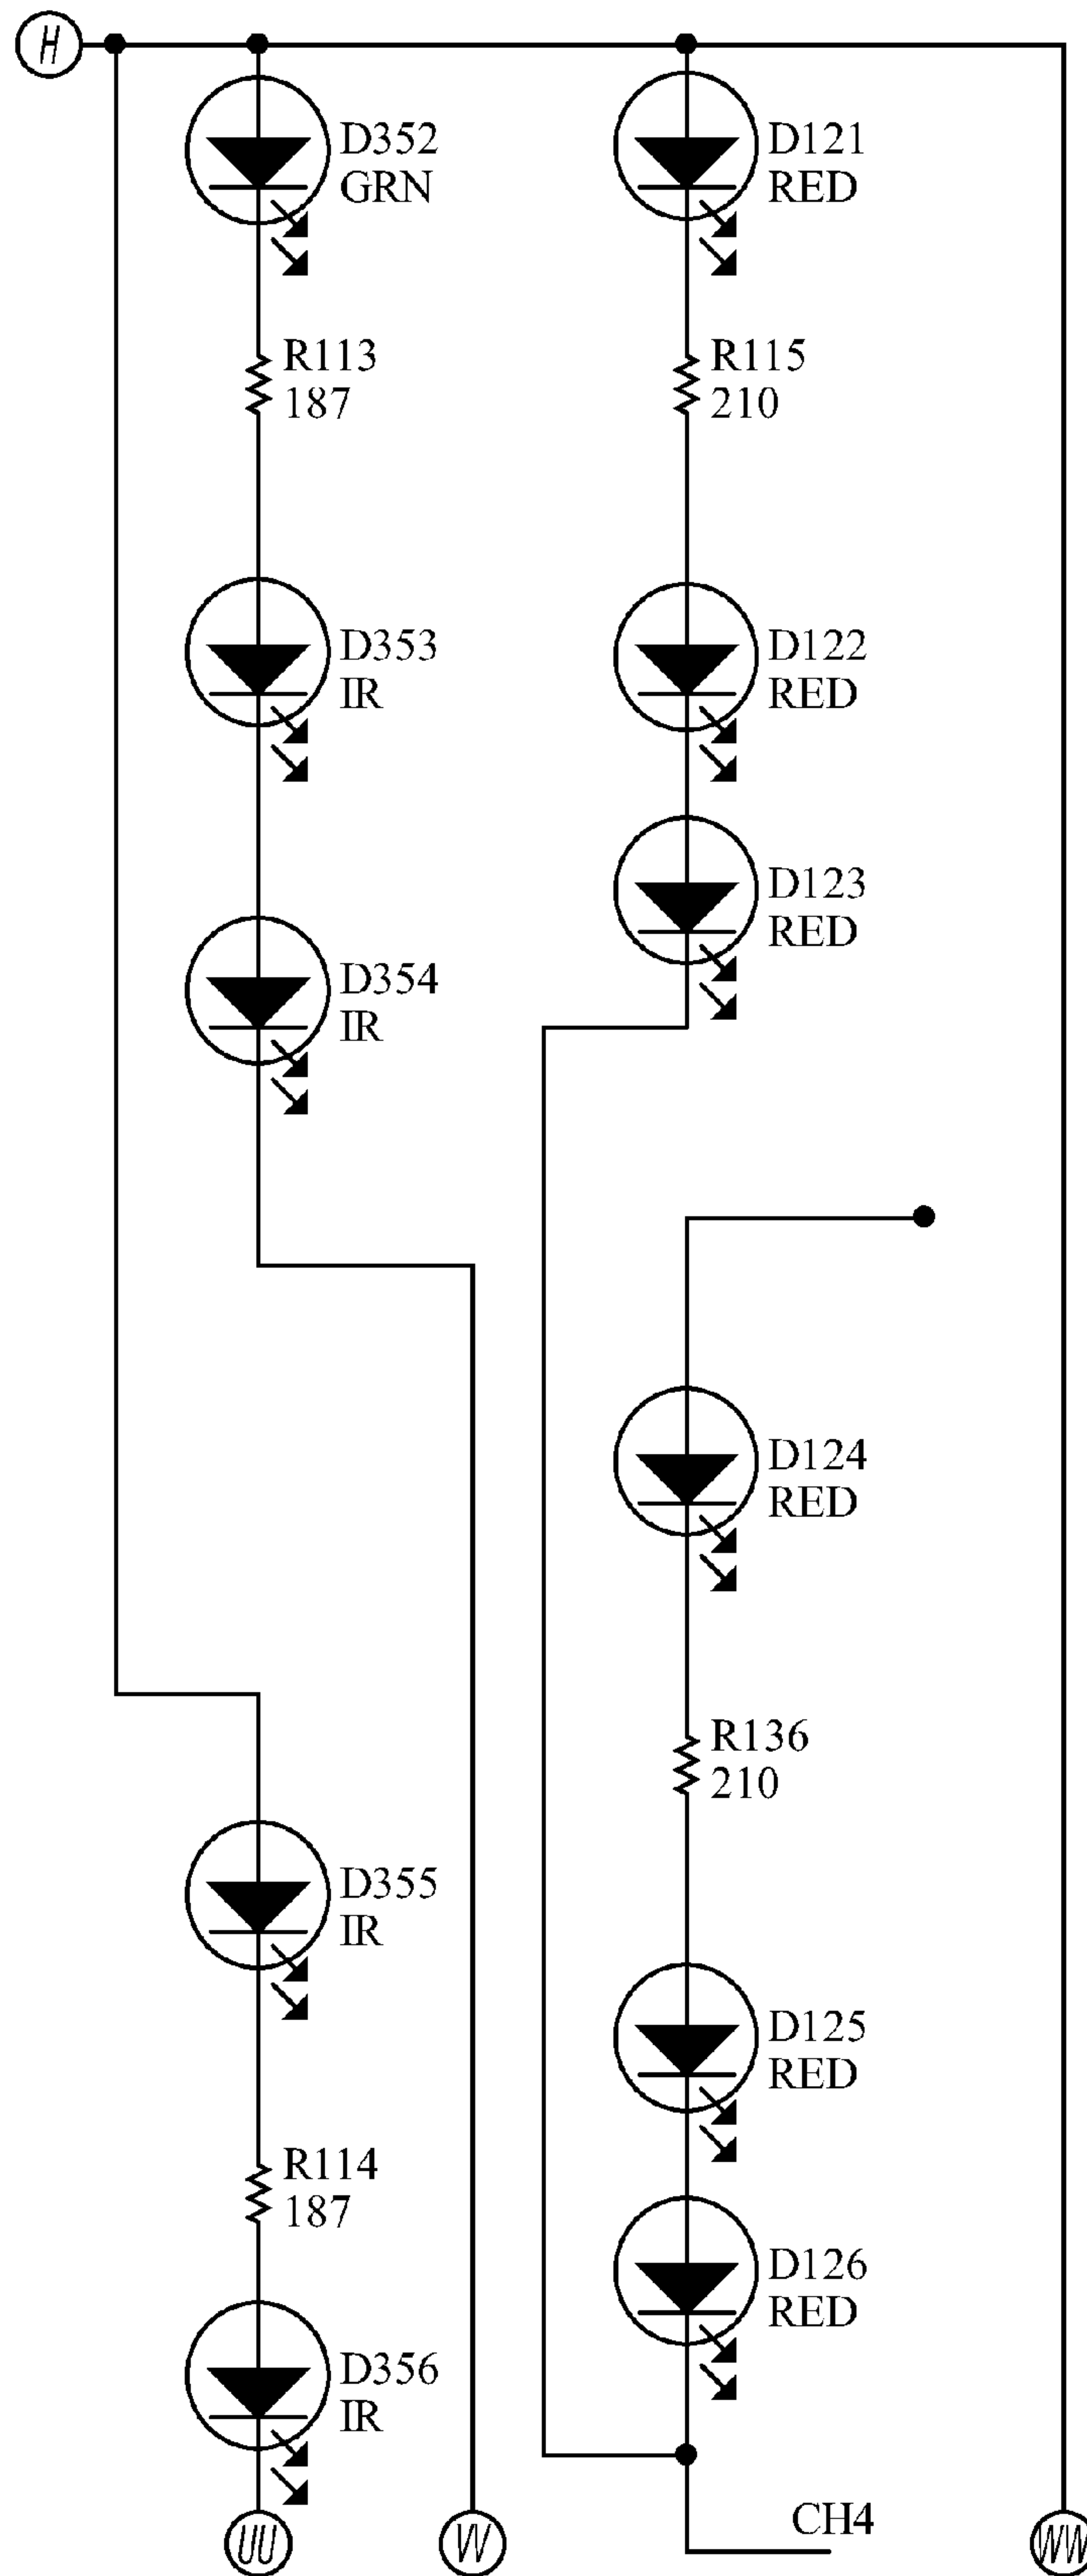 H
D352
GRN
D121
RED
R113
187
R115
210
D353
IR
D122
RED
D123
RED
D354
IR
D124
RED
R136
210
D355
IR
D125
RED
R114
187
D126
RED
D356
IR
CH4
UU
VV
WW